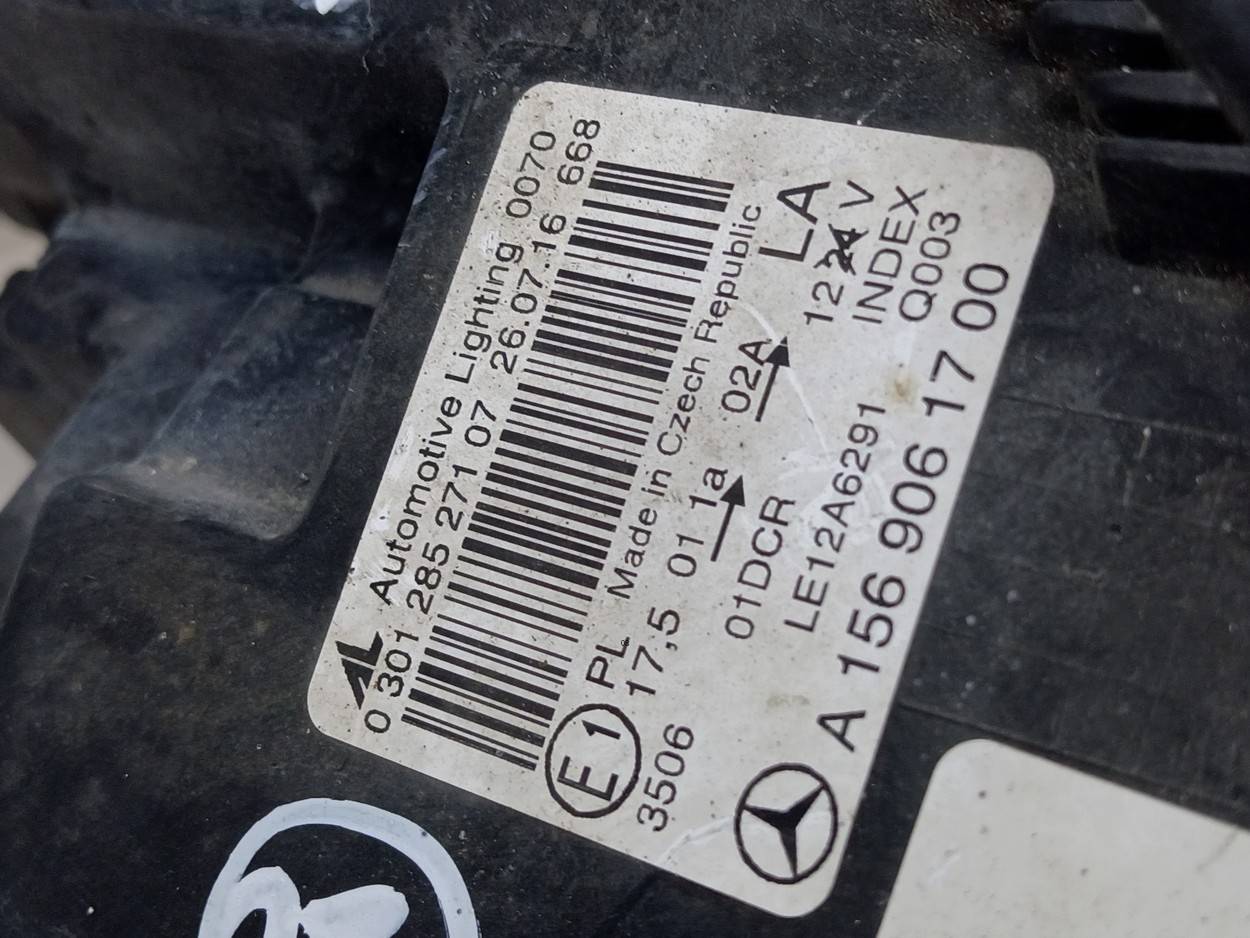 AL Automotive Lighting 0070
0 301 285 271 07 26.07.16 668
E1 PL Made in Czech Republic
3506 17,5 01 1a 02A LA
01DCR 12 24 V
LE12A6291 INDEX
Q003
A 156 906 17 00